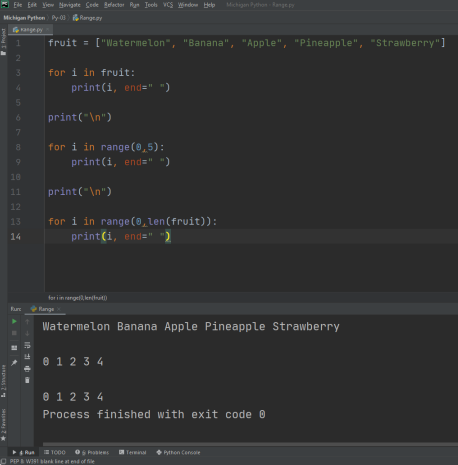 File Edit View Navigate Code Refactor Run Tools VCS Window Help Michigan Python - Range.py
Michigan Python Py-03 Range.py
Range.py
1 fruit = ["Watermelon", "Banana", "Apple", "Pineapple", "Strawberry"]
2
3 for i in fruit:
4 print(i, end=" ")
5
6 print("\n")
7
8 for i in range(0,5):
9 print(i, end=" ")
10
11 print("\n")
12
13 for i in range(0,len(fruit)):
14 print(i, end=" ")
for i in range(0,len(fruit))
Run: Range
Watermelon Banana Apple Pineapple Strawberry
0 1 2 3 4
0 1 2 3 4
Process finished with exit code 0
1: Project
2: Structure
2: Favorites
4: Run TODO 6: Problems Terminal Python Console
PEP 8: W391 blank line at end of file